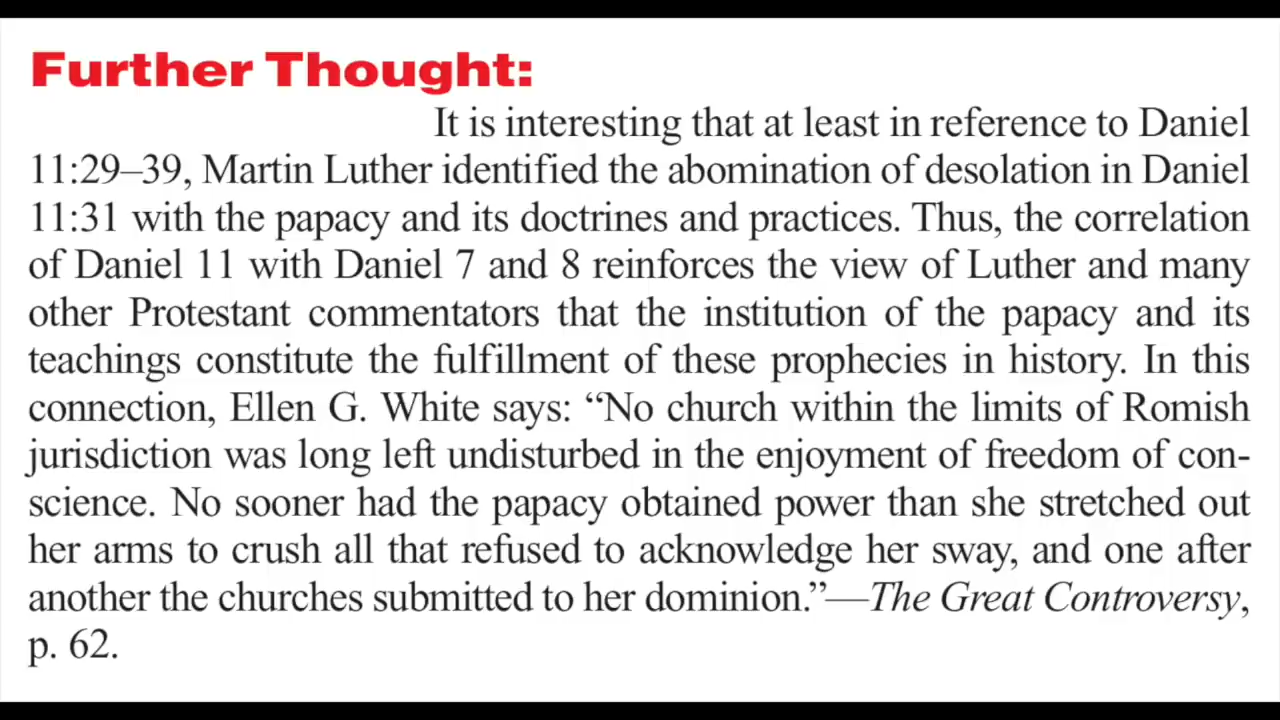 Further Thought:
It is interesting that at least in reference to Daniel
11:29–39, Martin Luther identified the abomination of desolation in Daniel
11:31 with the papacy and its doctrines and practices. Thus, the correlation
of Daniel 11 with Daniel 7 and 8 reinforces the view of Luther and many
other Protestant commentators that the institution of the papacy and its
teachings constitute the fulfillment of these prophecies in history. In this
connection, Ellen G. White says: “No church within the limits of Romish
jurisdiction was long left undisturbed in the enjoyment of freedom of con-
science. No sooner had the papacy obtained power than she stretched out
her arms to crush all that refused to acknowledge her sway, and one after
another the churches submitted to her dominion.”—The Great Controversy,
p. 62.